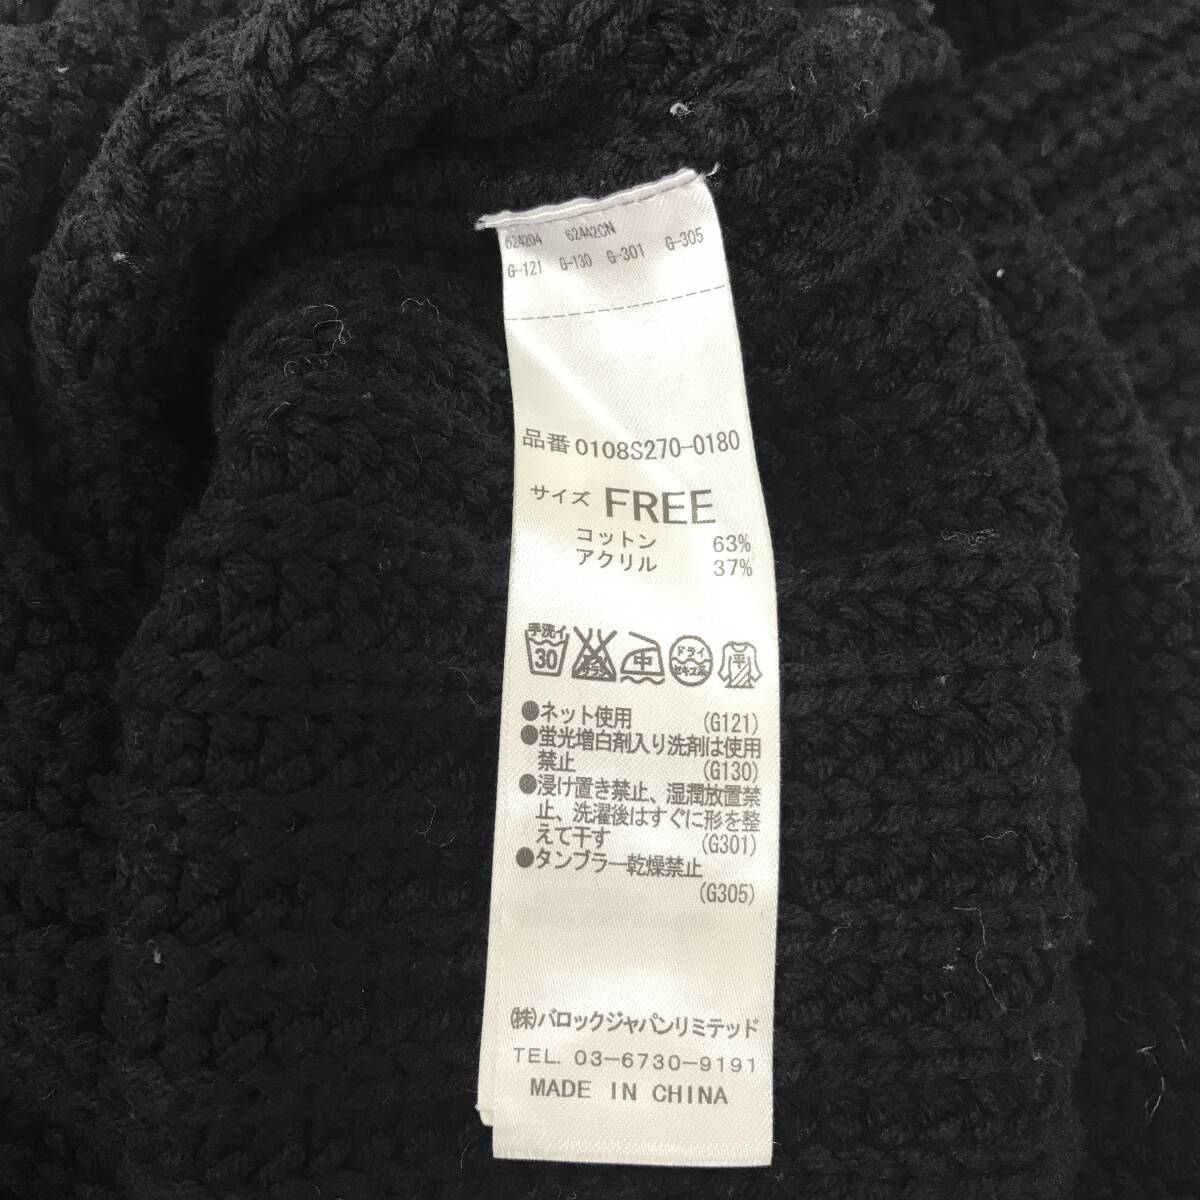 624204 62442CN
G-121 G-130 G-301 G-305
品番 0108S270-0180
サイズ FREE
コットン 63%
アクリル 37%
手洗イ
30
中
ドライ
セキユ系
平
●ネット使用 (G121)
●蛍光増白剤入り洗剤は使用
禁止 (G130)
●浸け置き禁止、湿潤放置禁
止、洗濯後はすぐに形を整
えて干す (G301)
●タンブラー乾燥禁止
(G305)
(株)バロックジャパンリミテッド
TEL. 03-6730-9191
MADE IN CHINA